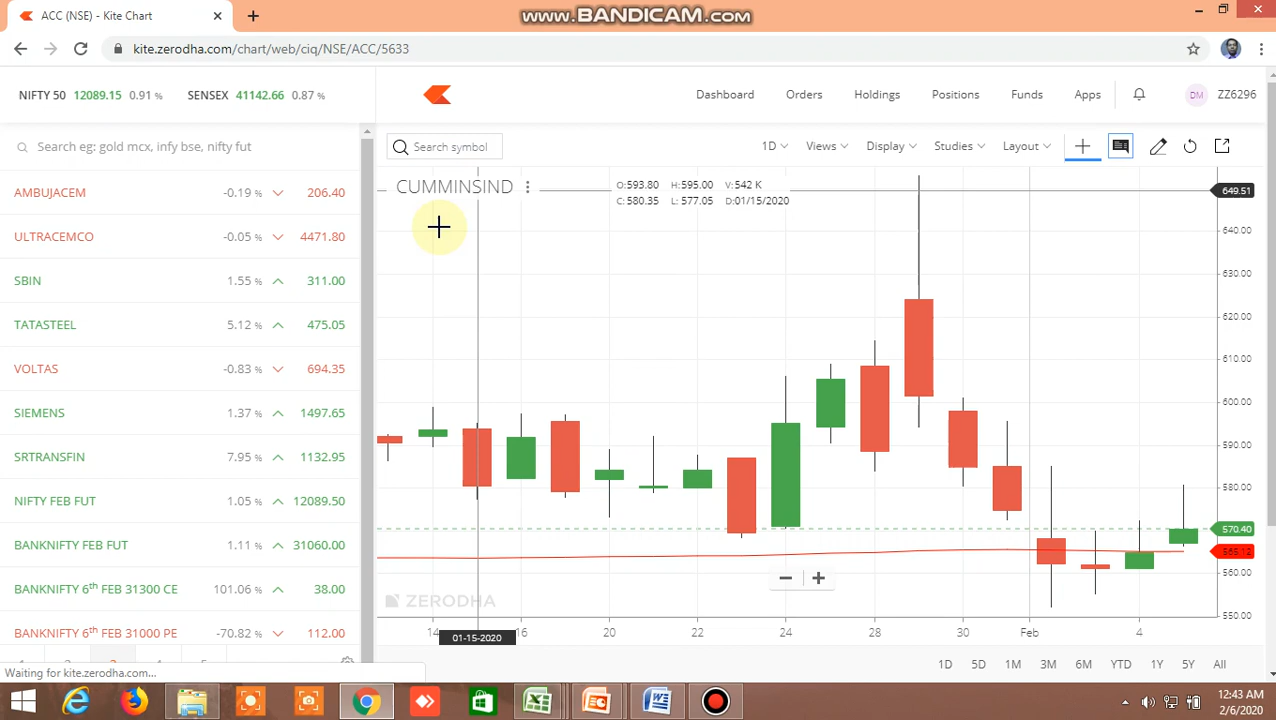 ACC (NSE) - Kite Chart
www.BANDICAM.com
kite.zerodha.com/chart/web/ciq/NSE/ACC/5633
NIFTY 50 12089.15 0.91 % SENSEX 41142.66 0.87 %
Dashboard Orders Holdings Positions Funds Apps DM ZZ6296
Search eg: gold mcx, infy bse, nifty fut
Search symbol 1D Views Display Studies Layout
AMBUJACEM -0.19 % 206.40
ULTRACEMCO -0.05 % 4471.80
SBIN 1.55 % 311.00
TATASTEEL 5.12 % 475.05
VOLTAS -0.83 % 694.35
SIEMENS 1.37 % 1497.65
SRTRANSFIN 7.95 % 1132.95
NIFTY FEB FUT 1.05 % 12089.50
BANKNIFTY FEB FUT 1.11 % 31060.00
BANKNIFTY 6th FEB 31300 CE 101.06 % 38.00
BANKNIFTY 6th FEB 31000 PE -70.82 % 112.00
CUMMINSIND
O: 593.80 H: 595.00 V: 542 K
C: 580.35 L: 577.05 D: 01/15/2020
649.51
640.00
630.00
620.00
610.00
600.00
590.00
580.00
570.40
565.12
560.00
550.00
ZERODHA
14 16 20 22 24 28 30 Feb 4
01-15-2020
1D 5D 1M 3M 6M YTD 1Y 5Y All
Waiting for kite.zerodha.com...
12:43 AM
2/6/2020